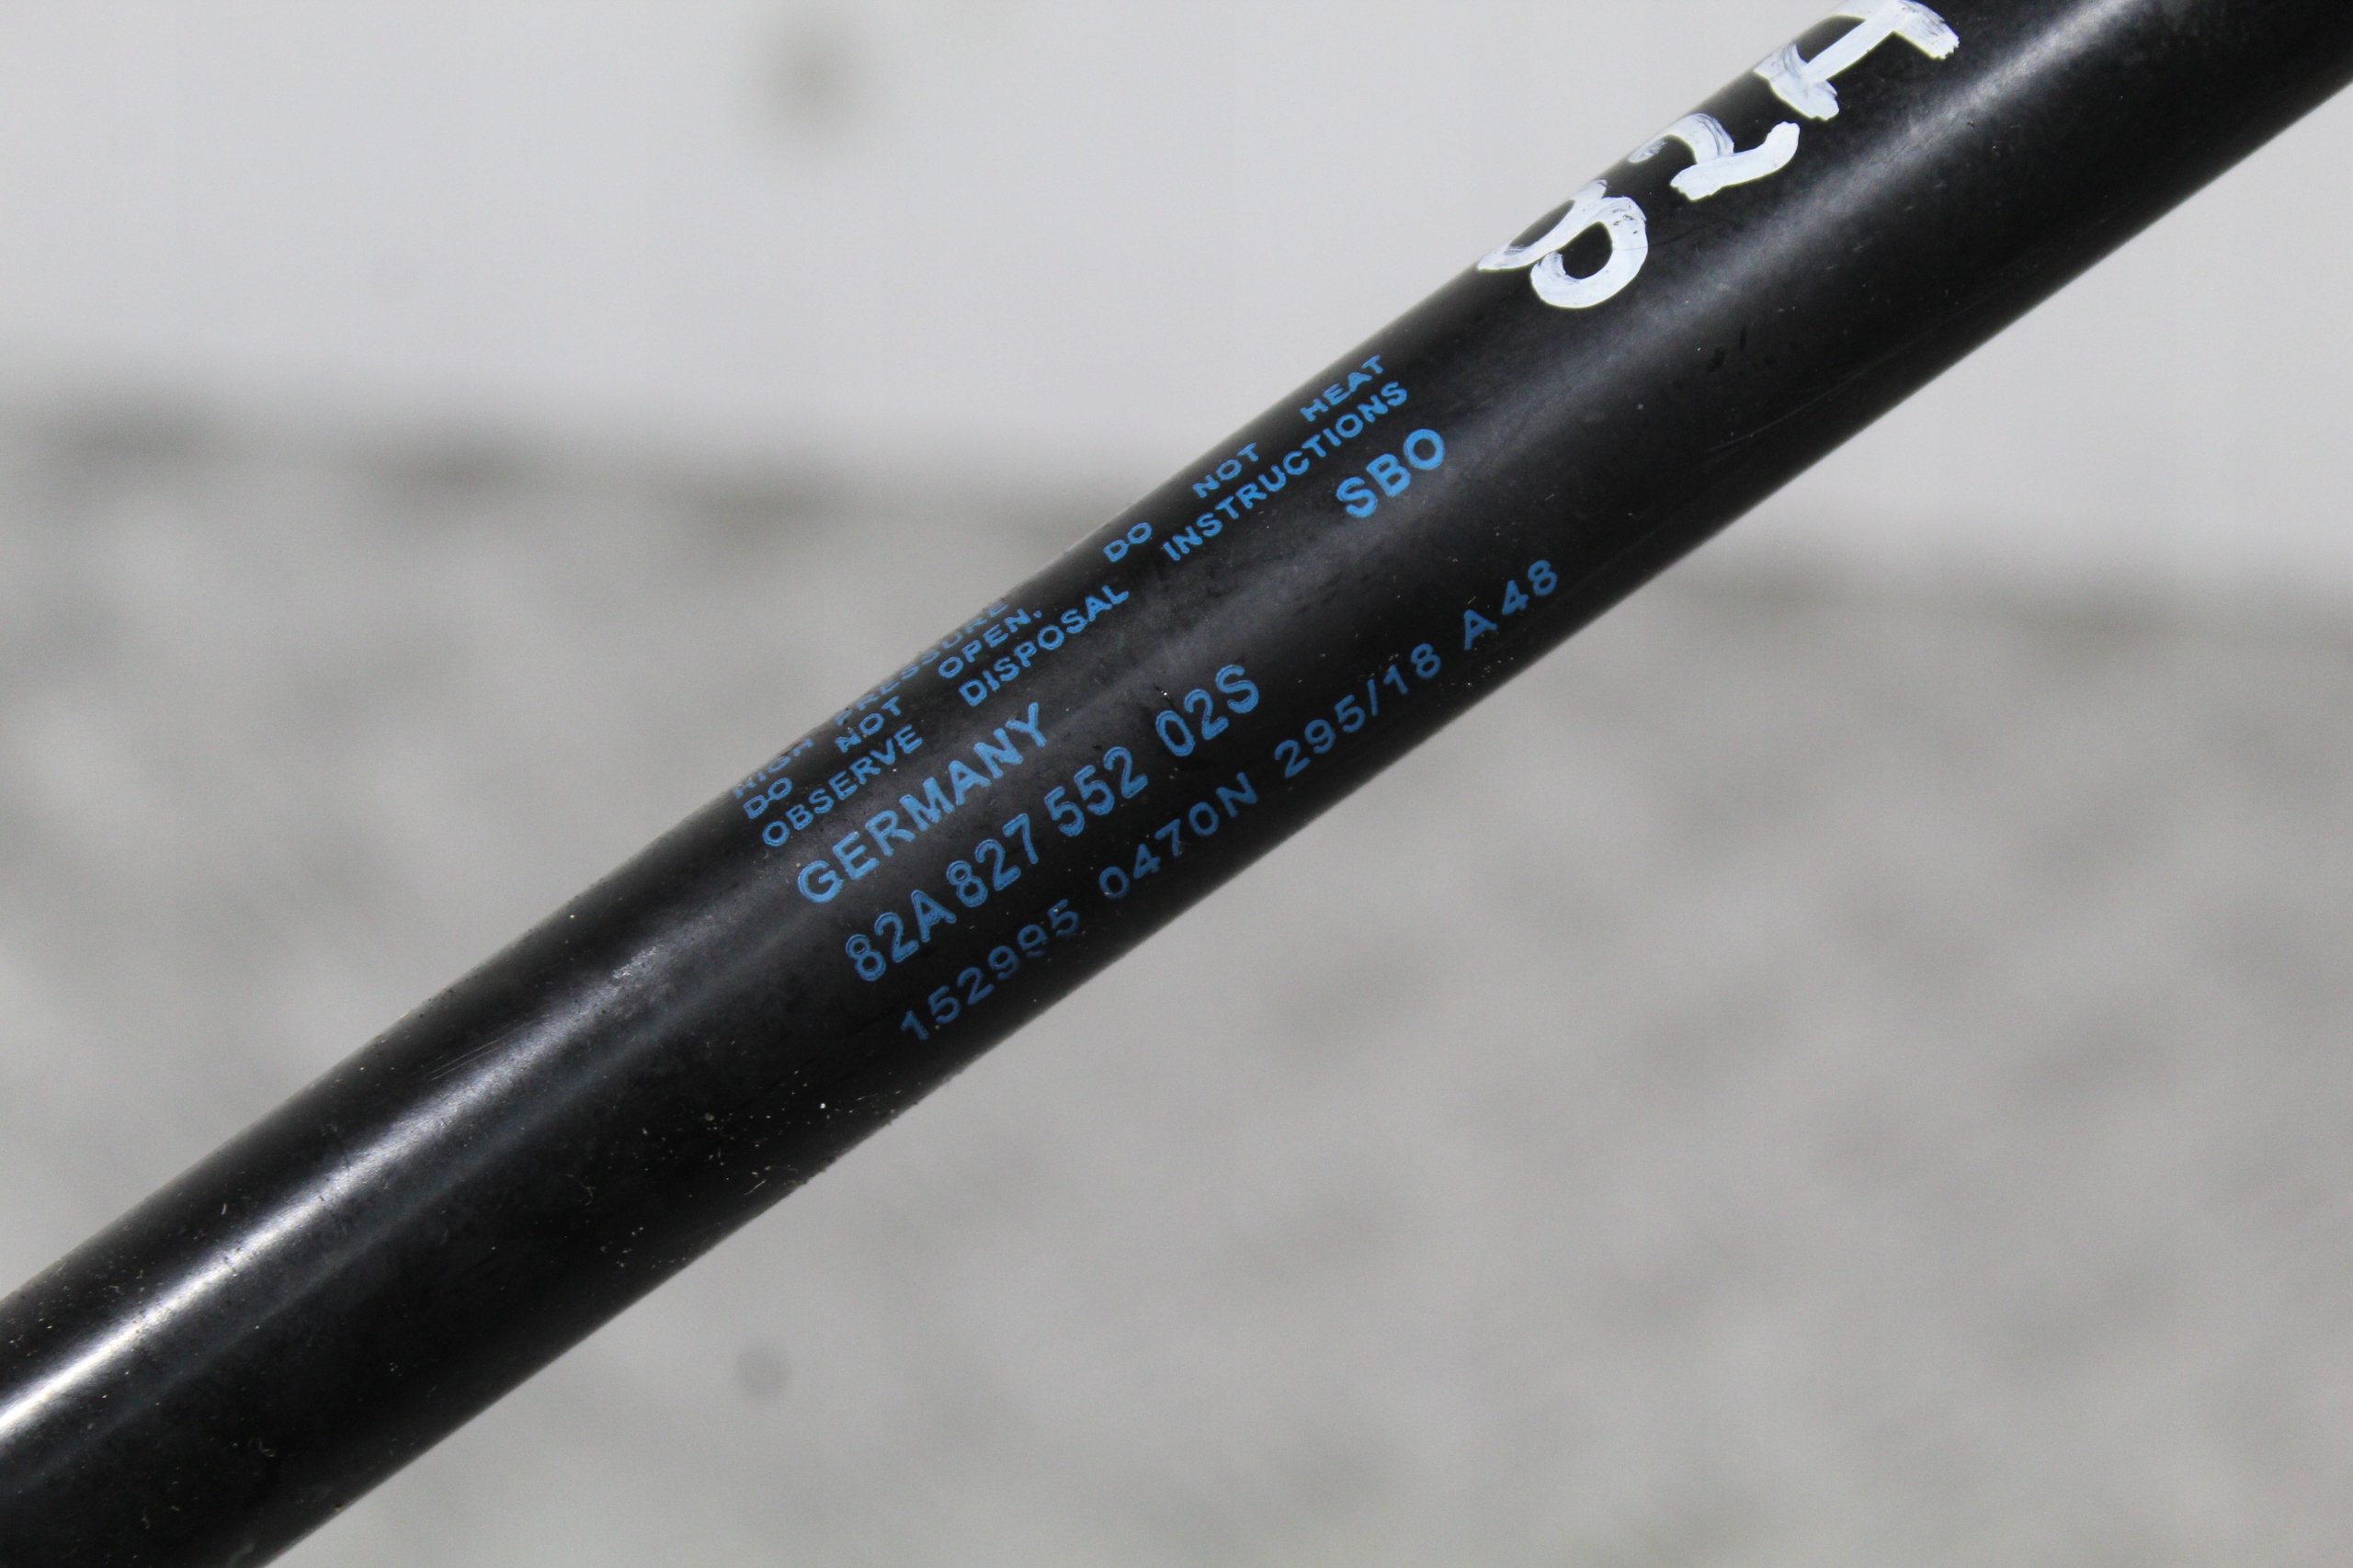 I28
HIGH PRESSURE
DO NOT OPEN, DO NOT HEAT
OBSERVE DISPOSAL INSTRUCTIONS
GERMANY SBO
82A 827 552 02S
152995 0470N 295/18 A 48